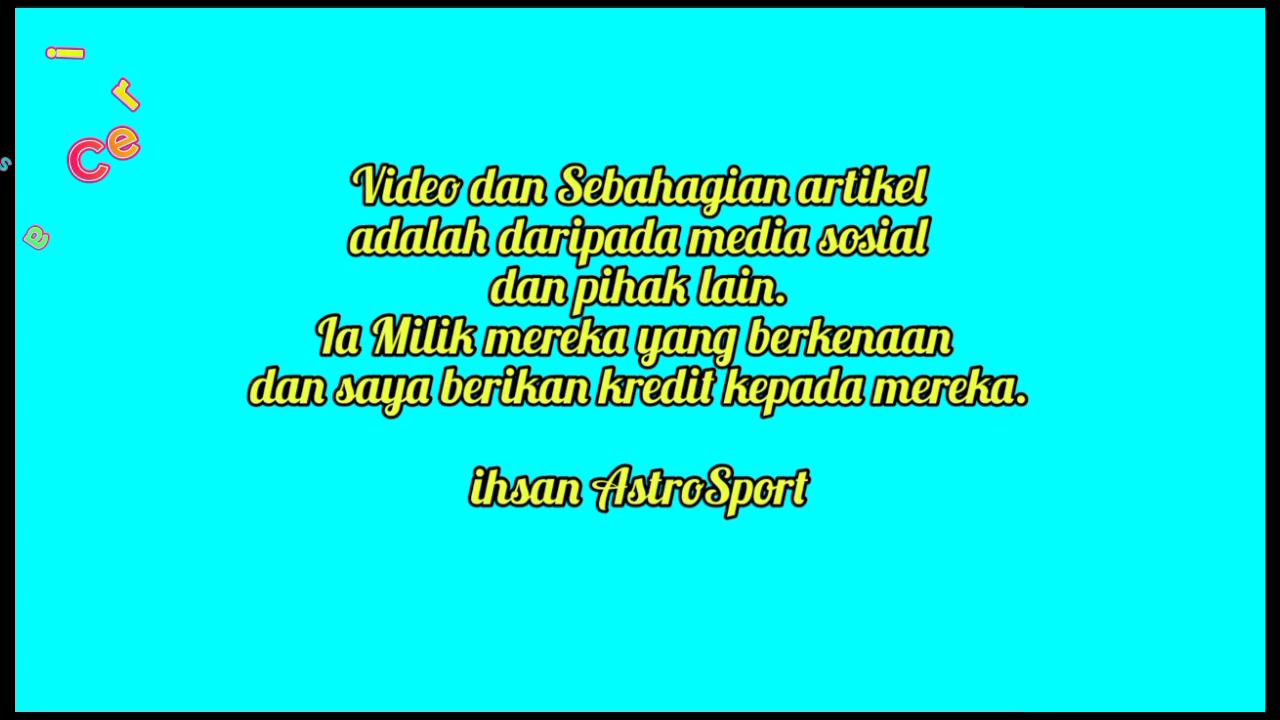 Video dan Sebahagian artikel
adalah daripada media sosial
dan pihak lain.
Ia Milik mereka yang berkenaan
dan saya berikan kredit kepada mereka.
ihsan AstroSport
Ceri
s
a